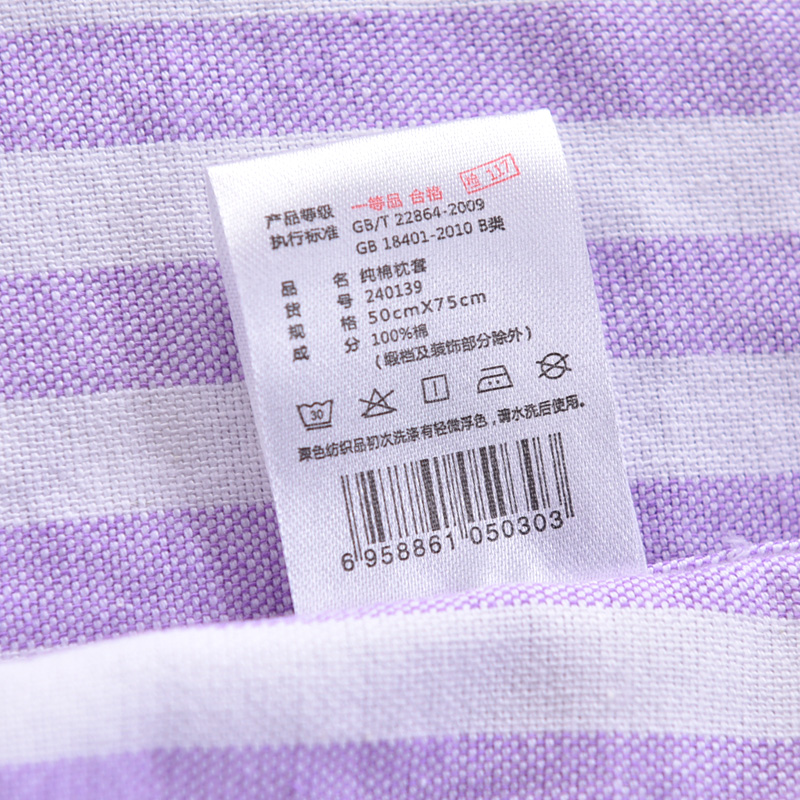 产品等级 一等品 合格 检 117
执行标准 GB/T 22864-2009
GB 18401-2010 B类
品名 纯棉枕套
货号 240139
规格 50cmX75cm
成分 100%棉
(缎档及装饰部分除外)
30
深色纺织品初次洗涤有轻微浮色,请水洗后使用。
6 958861 050303